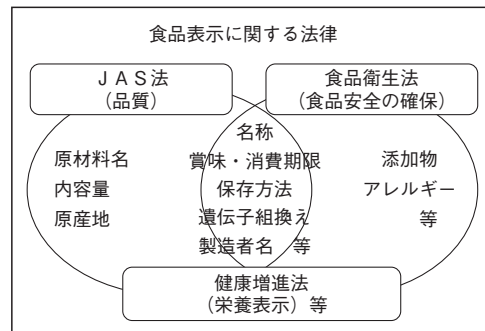 食品表示に関する法律
ＪＡＳ法
（品質）
食品衛生法
（食品安全の確保）
原材料名
内容量
原産地
名称
賞味・消費期限
保存方法
遺伝子組換え
製造者名　等
添加物
アレルギー
等
健康増進法
（栄養表示）等